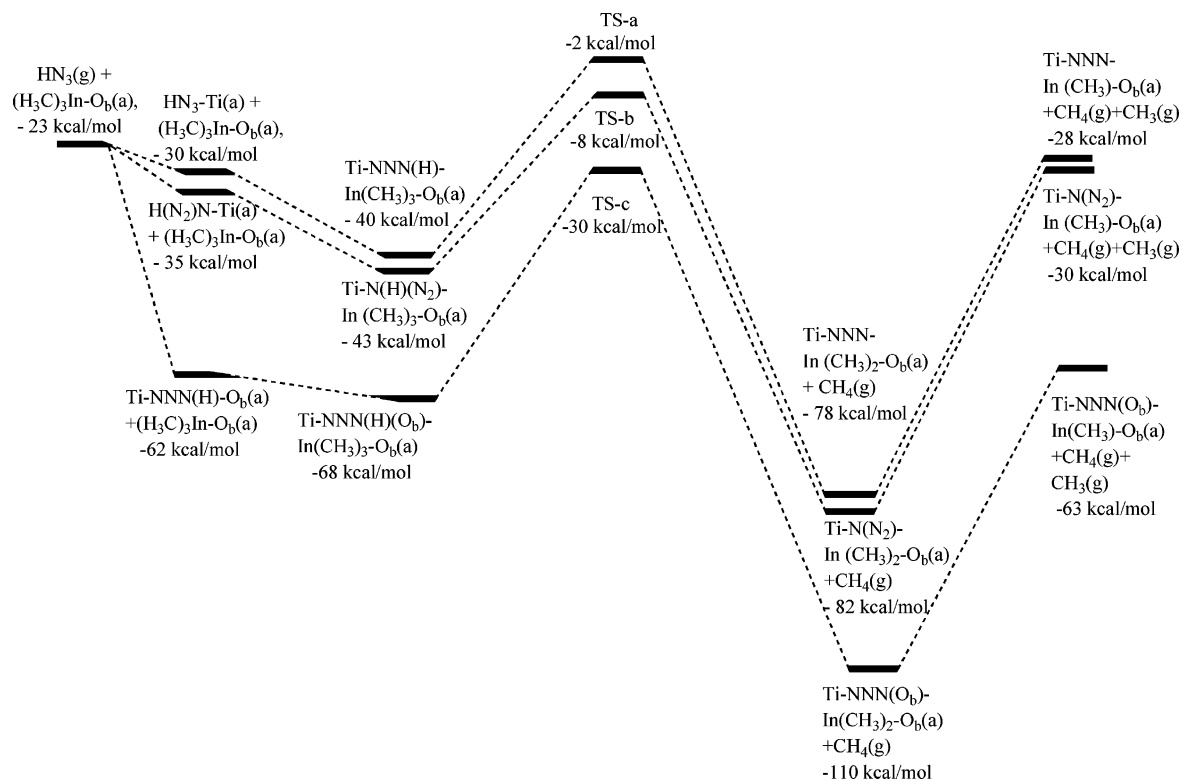 HN3(g) +
(H3C)3In-Ob(a),
- 23 kcal/mol
HN3-Ti(a) +
(H3C)3In-Ob(a),
- 30 kcal/mol
H(N2)N-Ti(a)
+ (H3C)3In-Ob(a)
- 35 kcal/mol
Ti-NNN(H)-Ob(a)
+(H3C)3In-Ob(a)
-62 kcal/mol
Ti-NNN(H)-
In(CH3)3-Ob(a)
- 40 kcal/mol
Ti-N(H)(N2)-
In (CH3)3-Ob(a)
- 43 kcal/mol
Ti-NNN(H)(Ob)-
In(CH3)3-Ob(a)
-68 kcal/mol
TS-a
-2 kcal/mol
TS-b
-8 kcal/mol
TS-c
-30 kcal/mol
Ti-NNN-
In (CH3)2-Ob(a)
+ CH4(g)
- 78 kcal/mol
Ti-N(N2)-
In (CH3)2-Ob(a)
+CH4(g)
- 82 kcal/mol
Ti-NNN(Ob)-
In(CH3)2-Ob(a)
+CH4(g)
-110 kcal/mol
Ti-NNN-
In (CH3)-Ob(a)
+CH4(g)+CH3(g)
-28 kcal/mol
Ti-N(N2)-
In (CH3)-Ob(a)
+CH4(g)+CH3(g)
-30 kcal/mol
Ti-NNN(Ob)-
In(CH3)-Ob(a)
+CH4(g)+
CH3(g)
-63 kcal/mol